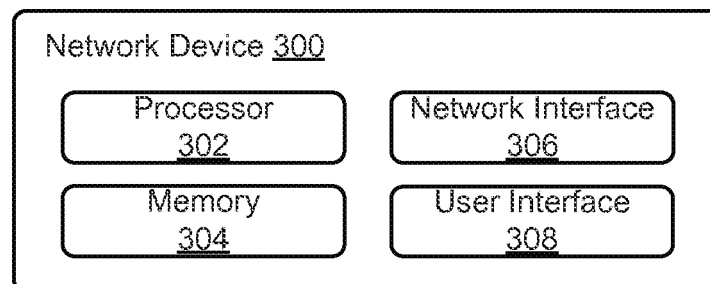 Network Device 300
Processor
302
Network Interface
306
Memory
304
User Interface
308